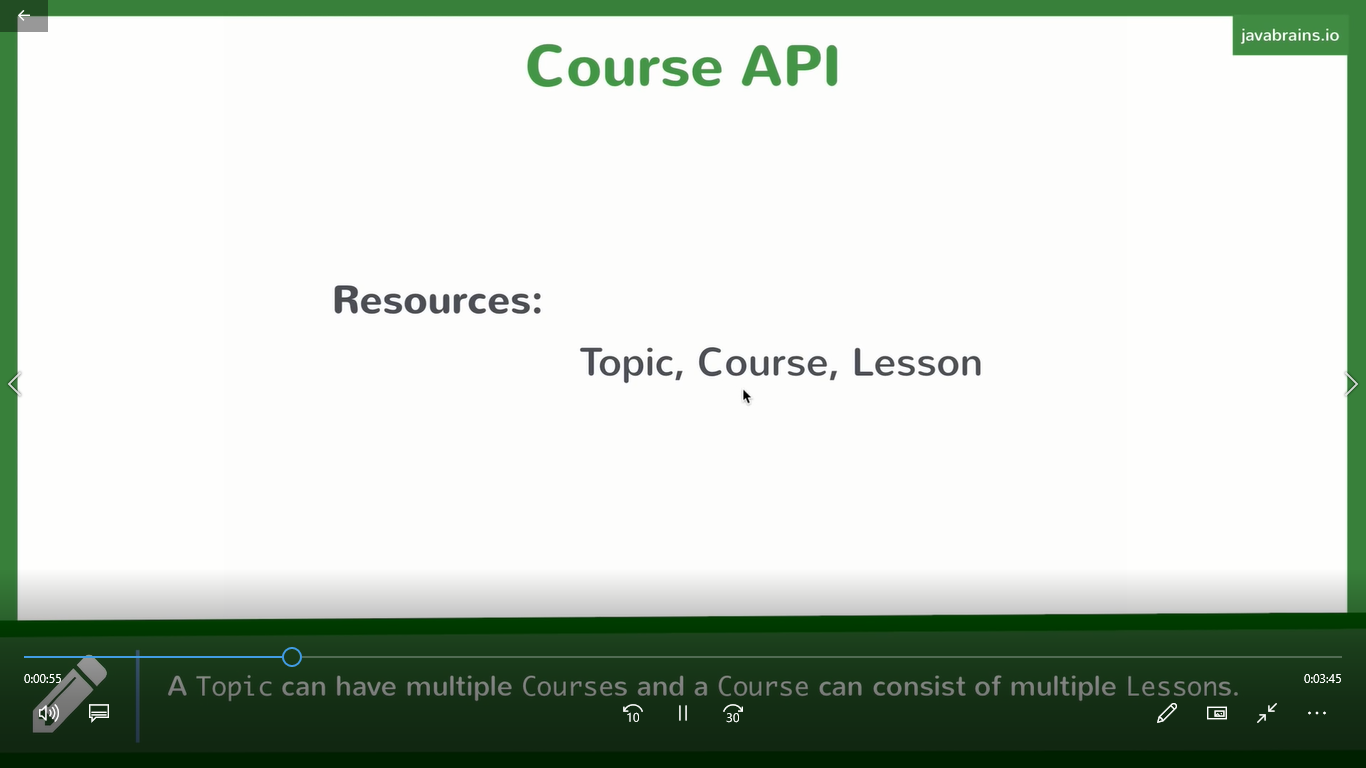 javabrains.io
Course API
Resources:
Topic, Course, Lesson
A Topic can have multiple Courses and a Course can consist of multiple Lessons.
0:00:55
0:03:45
10
30